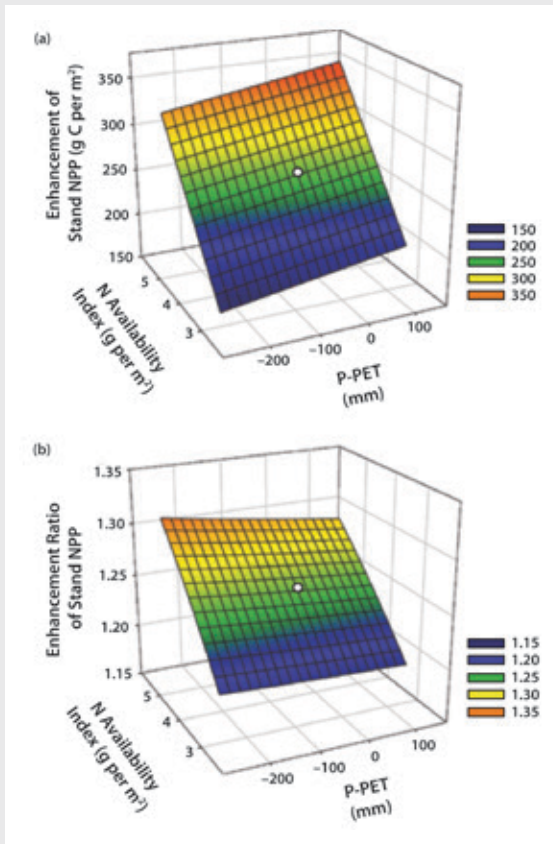 (a)
Enhancement of
Stand NPP (g C per m²)
350
300
250
200
150
5
4
3
N Availability
Index (g per m²)
−200
−100
0
100
P-PET
(mm)
150
200
250
300
350
(b)
Enhancement Ratio
of Stand NPP
1.35
1.30
1.25
1.20
1.15
5
4
3
N Availability
Index (g per m²)
−200
−100
0
100
P-PET
(mm)
1.15
1.20
1.25
1.30
1.35